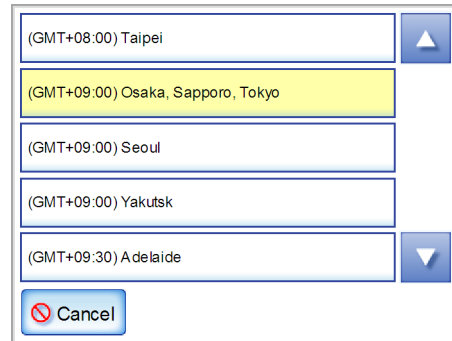 (GMT+08:00) Taipei
(GMT+09:00) Osaka, Sapporo, Tokyo
(GMT+09:00) Seoul
(GMT+09:00) Yakutsk
(GMT+09:30) Adelaide
Cancel